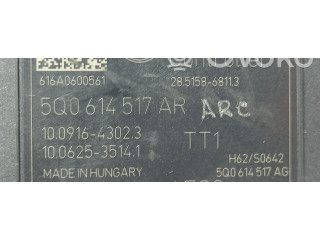 616A0600561 28.5158-6811.3
5Q0 614 517 AR ARC
10.0916-4302.3 TT1
10.0625-3514.1 H62/S0642
MADE IN HUNGARY 5Q0 614 517 AG